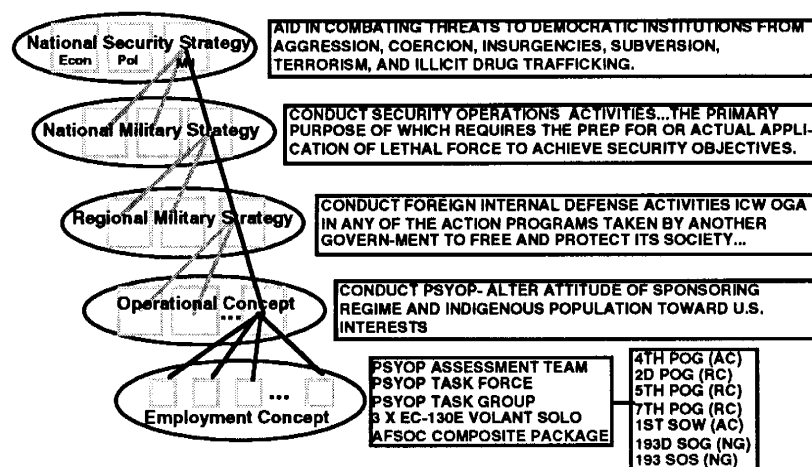 National Security Strategy
Econ Pol Mil
AID IN COMBATING THREATS TO DEMOCRATIC INSTITUTIONS FROM
AGGRESSION, COERCION, INSURGENCIES, SUBVERSION,
TERRORISM, AND ILLICIT DRUG TRAFFICKING.
National Military Strategy
CONDUCT SECURITY OPERATIONS ACTIVITIES...THE PRIMARY
PURPOSE OF WHICH REQUIRES THE PREP FOR OR ACTUAL APPLI-
CATION OF LETHAL FORCE TO ACHIEVE SECURITY OBJECTIVES.
Regional Military Strategy
CONDUCT FOREIGN INTERNAL DEFENSE ACTIVITIES ICW OGA
IN ANY OF THE ACTION PROGRAMS TAKEN BY ANOTHER
GOVERN-MENT TO FREE AND PROTECT ITS SOCIETY...
Operational Concept
...
CONDUCT PSYOP- ALTER ATTITUDE OF SPONSORING
REGIME AND INDIGENOUS POPULATION TOWARD U.S.
INTERESTS
...
Employment Concept
PSYOP ASSESSMENT TEAM
PSYOP TASK FORCE
PSYOP TASK GROUP
3 X EC-130E VOLANT SOLO
AFSOC COMPOSITE PACKAGE
4TH POG (AC)
2D POG (RC)
5TH POG (RC)
7TH POG (RC)
1ST SOW (AC)
193D SOG (NG)
193 SOS (NG)